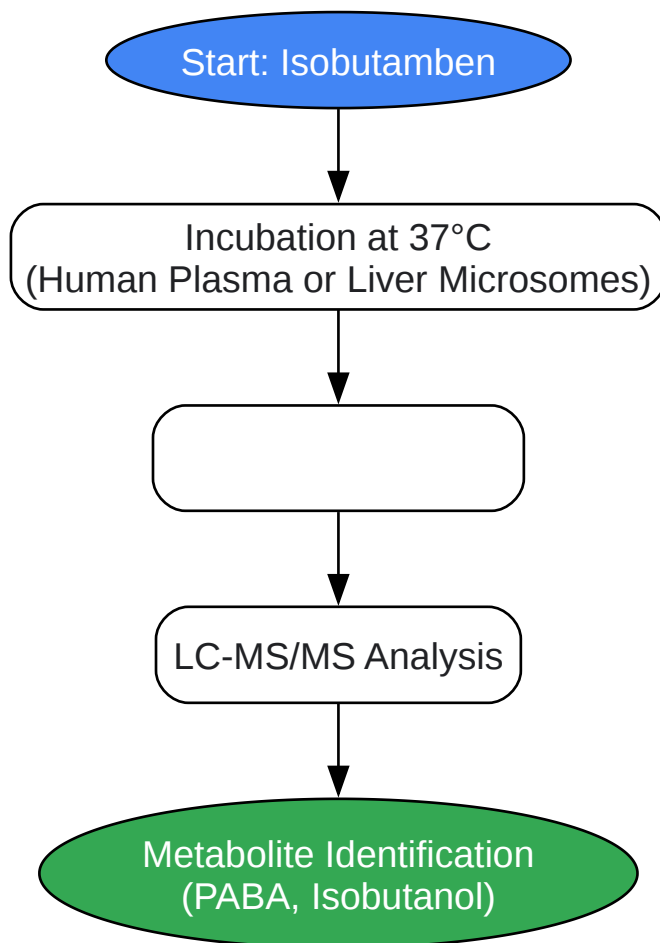 Start: Isobutamben
Incubation at 37°C
(Human Plasma or Liver Microsomes)
LC-MS/MS Analysis
Metabolite Identification
(PABA, Isobutanol)